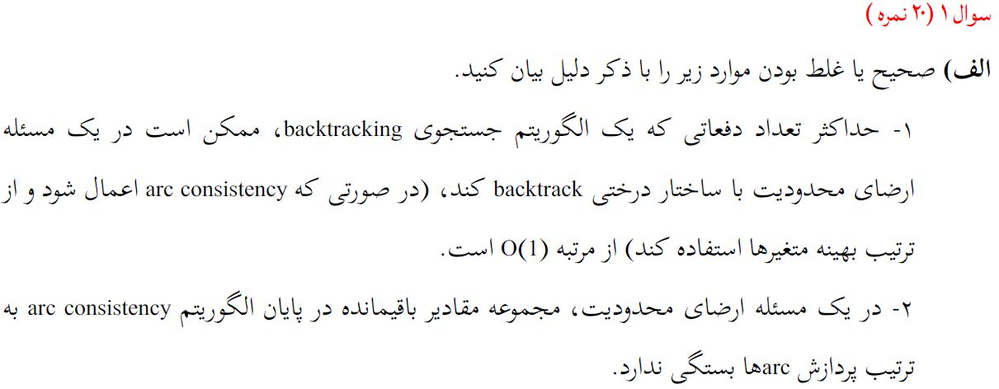 سوال ۱ (۲۰ نمره )
الف) صحیح یا غلط بودن موارد زیر را با ذکر دلیل بیان کنید.
۱- حداکثر تعداد دفعاتی که یک الگوریتم جستجوی backtracking، ممکن است در یک مسئله
ارضای محدودیت با ساختار درختی backtrack کند، (در صورتی که arc consistency اعمال شود و از
ترتیب بهینه متغیرها استفاده کند) از مرتبه O(1) است.
۲- در یک مسئله ارضای محدودیت، مجموعه مقادیر باقیمانده در پایان الگوریتم arc consistency به
ترتیب پردازش arcها بستگی ندارد.